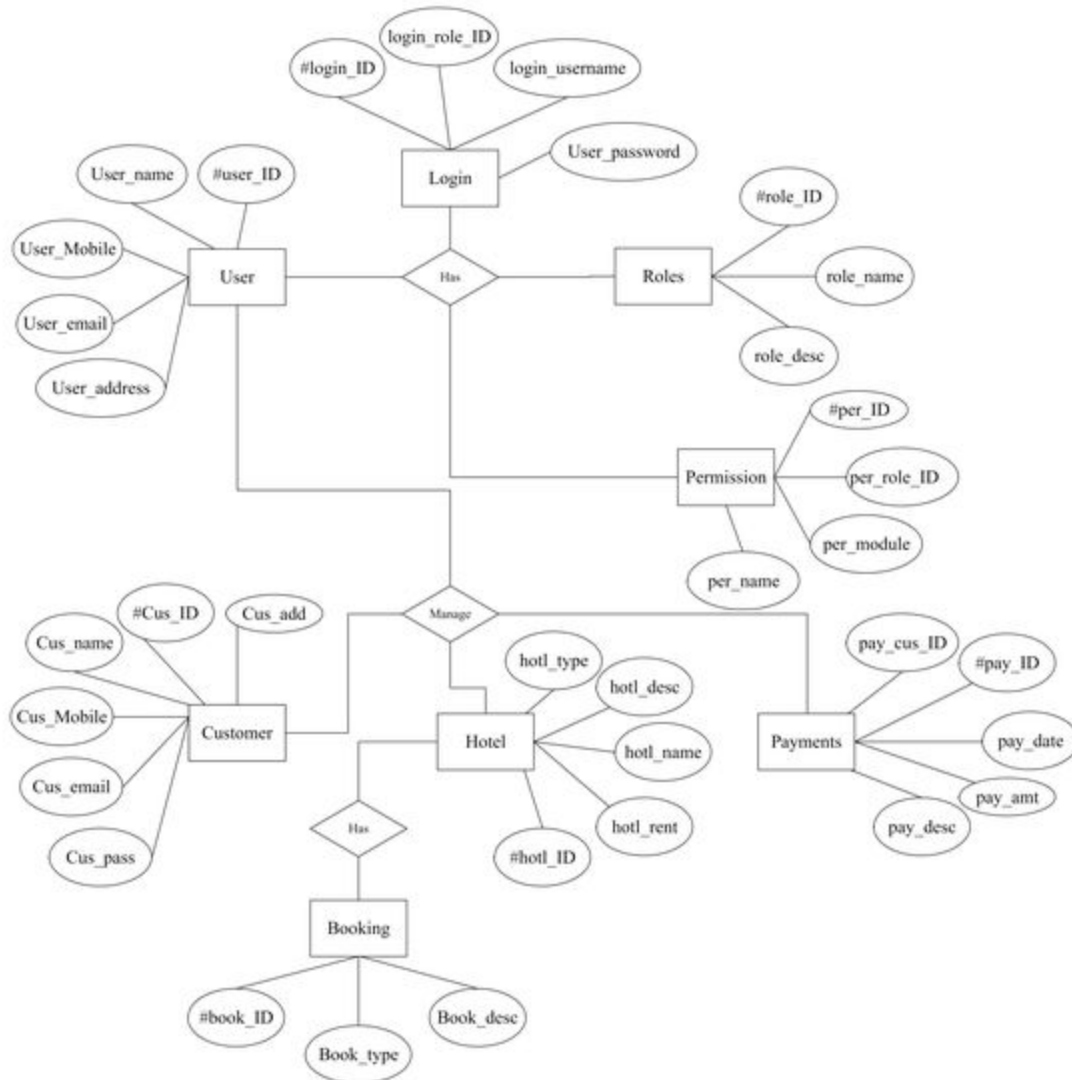 login_role_ID
#login_ID
login_username
User_password
Login
User_name
#user_ID
#role_ID
User_Mobile
User
Has
Roles
role_name
User_email
role_desc
User_address
#per_ID
Permission
per_role_ID
per_module
per_name
#Cus_ID
Cus_add
Manage
Cus_name
pay_cus_ID
hotl_type
#pay_ID
hotl_desc
Cus_Mobile
Customer
Hotel
hotl_name
Payments
pay_date
Cus_email
pay_amt
hotl_rent
pay_desc
Has
Cus_pass
#hotl_ID
Booking
#book_ID
Book_desc
Book_type